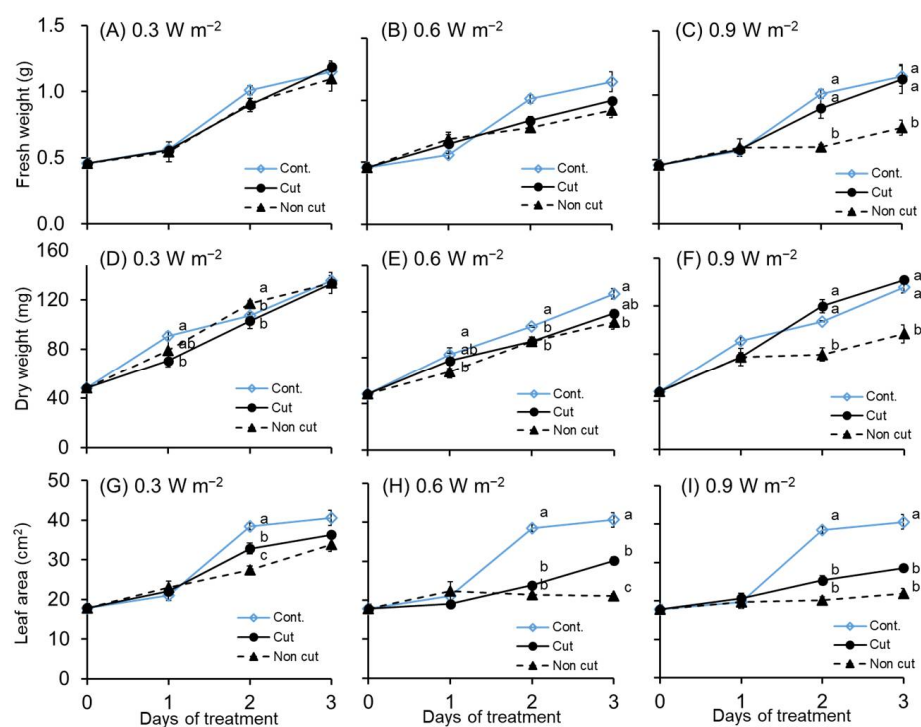 (A) 0.3 W m⁻²
(B) 0.6 W m⁻²
(C) 0.9 W m⁻²
Fresh weight (g)
1.5
1.0
0.5
0.0
Cont.
Cut
Non cut
Cont.
Cut
Non cut
a
a
b
a
a
b
Cont.
Cut
Non cut
(D) 0.3 W m⁻²
(E) 0.6 W m⁻²
(F) 0.9 W m⁻²
Dry weight (mg)
160
120
80
40
0
a
ab
b
a
b
b
Cont.
Cut
Non cut
a
ab
b
a
b
b
a
ab
b
Cont.
Cut
Non cut
a
a
b
a
a
b
Cont.
Cut
Non cut
(G) 0.3 W m⁻²
(H) 0.6 W m⁻²
(I) 0.9 W m⁻²
Leaf area (cm²)
50
40
30
20
10
0
a
b
c
Cont.
Cut
Non cut
a
b
b
a
b
c
Cont.
Cut
Non cut
a
b
b
a
b
b
Cont.
Cut
Non cut
0 1 2 3
0 1 2 3
0 1 2 3
Days of treatment
Days of treatment
Days of treatment